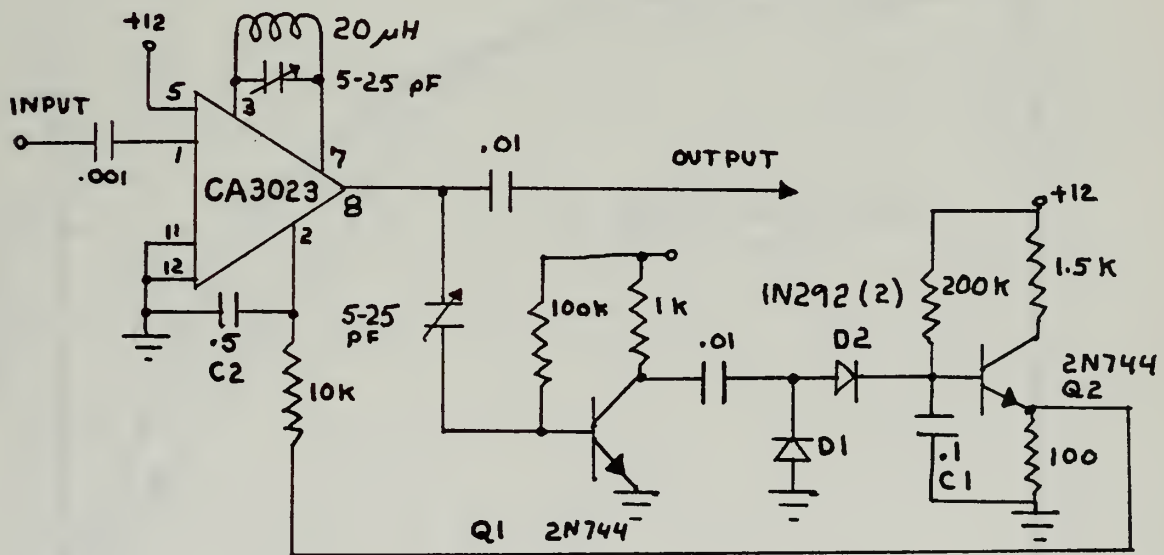 +12
20 μH
5-25 pF
5
3
INPUT
1
.001
7
CA3023
8
.01
OUTPUT
+12
11
2
12
.5
C2
10K
5-25
pF
100K
1K
.01
1N292 (2)
D2
200K
1.5K
2N744
Q2
D1
.1
C1
100
Q1 2N744